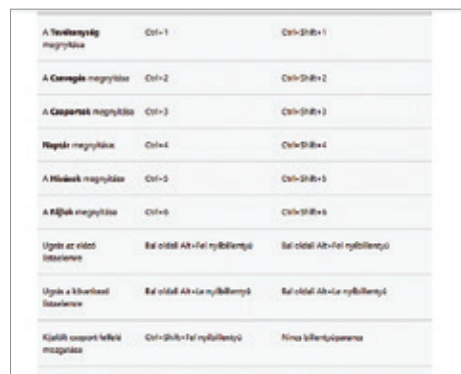 A Tevékenység Ctrl+1 Ctrl+Shift+1
megnyitása
A Csevegés megnyitása Ctrl+2 Ctrl+Shift+2
A Csoportok megnyitása Ctrl+3 Ctrl+Shift+3
Naptár megnyitása Ctrl+4 Ctrl+Shift+4
A Hívások megnyitása Ctrl+5 Ctrl+Shift+5
A Fájlok megnyitása Ctrl+6 Ctrl+Shift+6
Ugrás az előző Bal oldali Alt+Fel nyílbillentyű Bal oldali Alt+Fel nyílbillentyű
listaelemre
Ugrás a következő Bal oldali Alt+Le nyílbillentyű Bal oldali Alt+Le nyílbillentyű
listaelemre
Kijelölt csoport felfelé Ctrl+Shift+Fel nyílbillentyű Nincs billentyűparancs
mozgatása